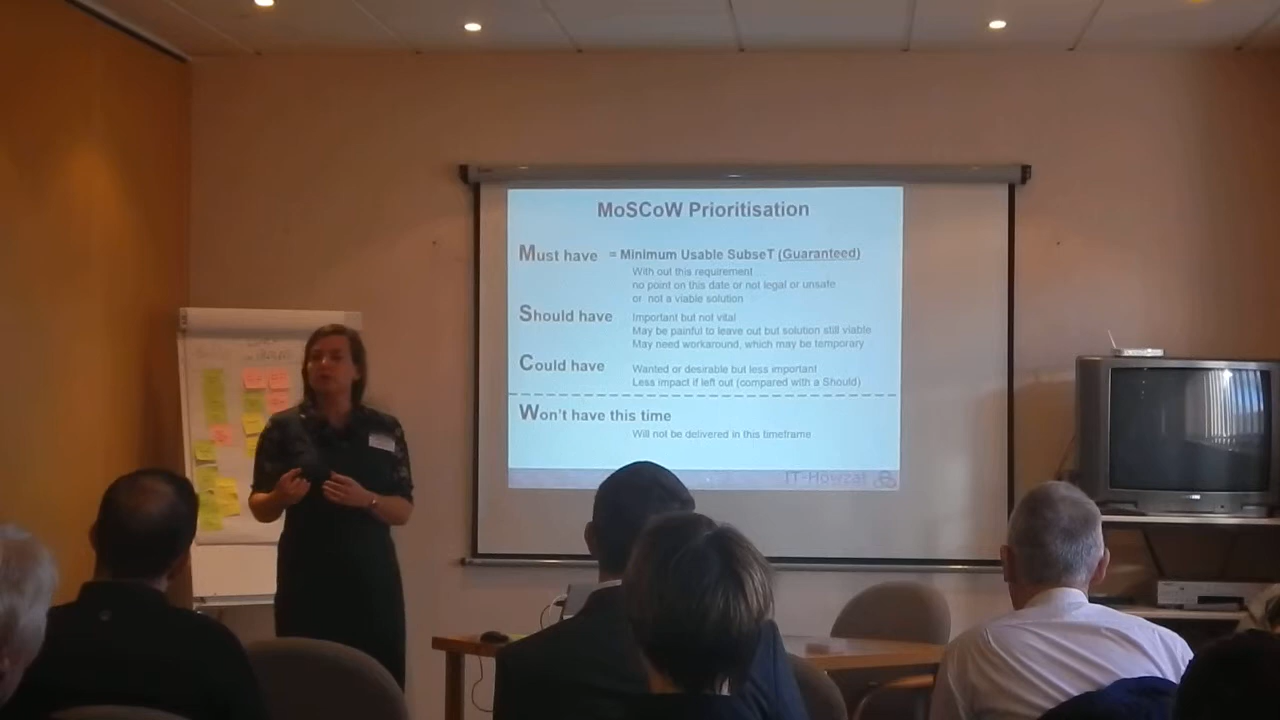 MoSCoW Prioritisation
Must have = Minimum Usable SubseT (Guaranteed)
With out this requirement
no point on this date or not legal or unsafe
or not a viable solution
Should have Important but not vital
May be painful to leave out but solution still viable
May need workaround, which may be temporary
Could have Wanted or desirable but less important
Less impact if left out (compared with a Should)
Won't have this time
Will not be delivered in this timeframe
IT-Howzat